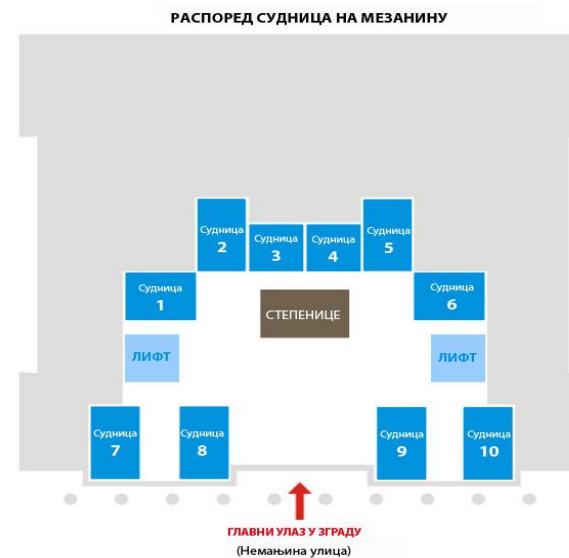 РАСПОРЕД СУДНИЦА НА МЕЗАНИНУ
Судница
2
Судница
3
Судница
4
Судница
5
Судница
1
Судница
6
СТЕПЕНИЦЕ
ЛИФТ
ЛИФТ
Судница
7
Судница
8
Судница
9
Судница
10
ГЛАВНИ УЛАЗ У ЗГРАДУ
(Немањина улица)